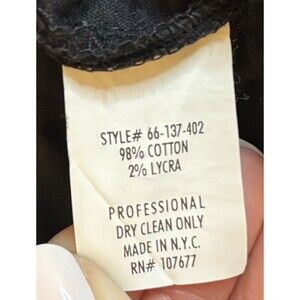 STYLE# 66-137-402
98% COTTON
2% LYCRA
PROFESSIONAL
DRY CLEAN ONLY
MADE IN N.Y.C.
RN# 107677